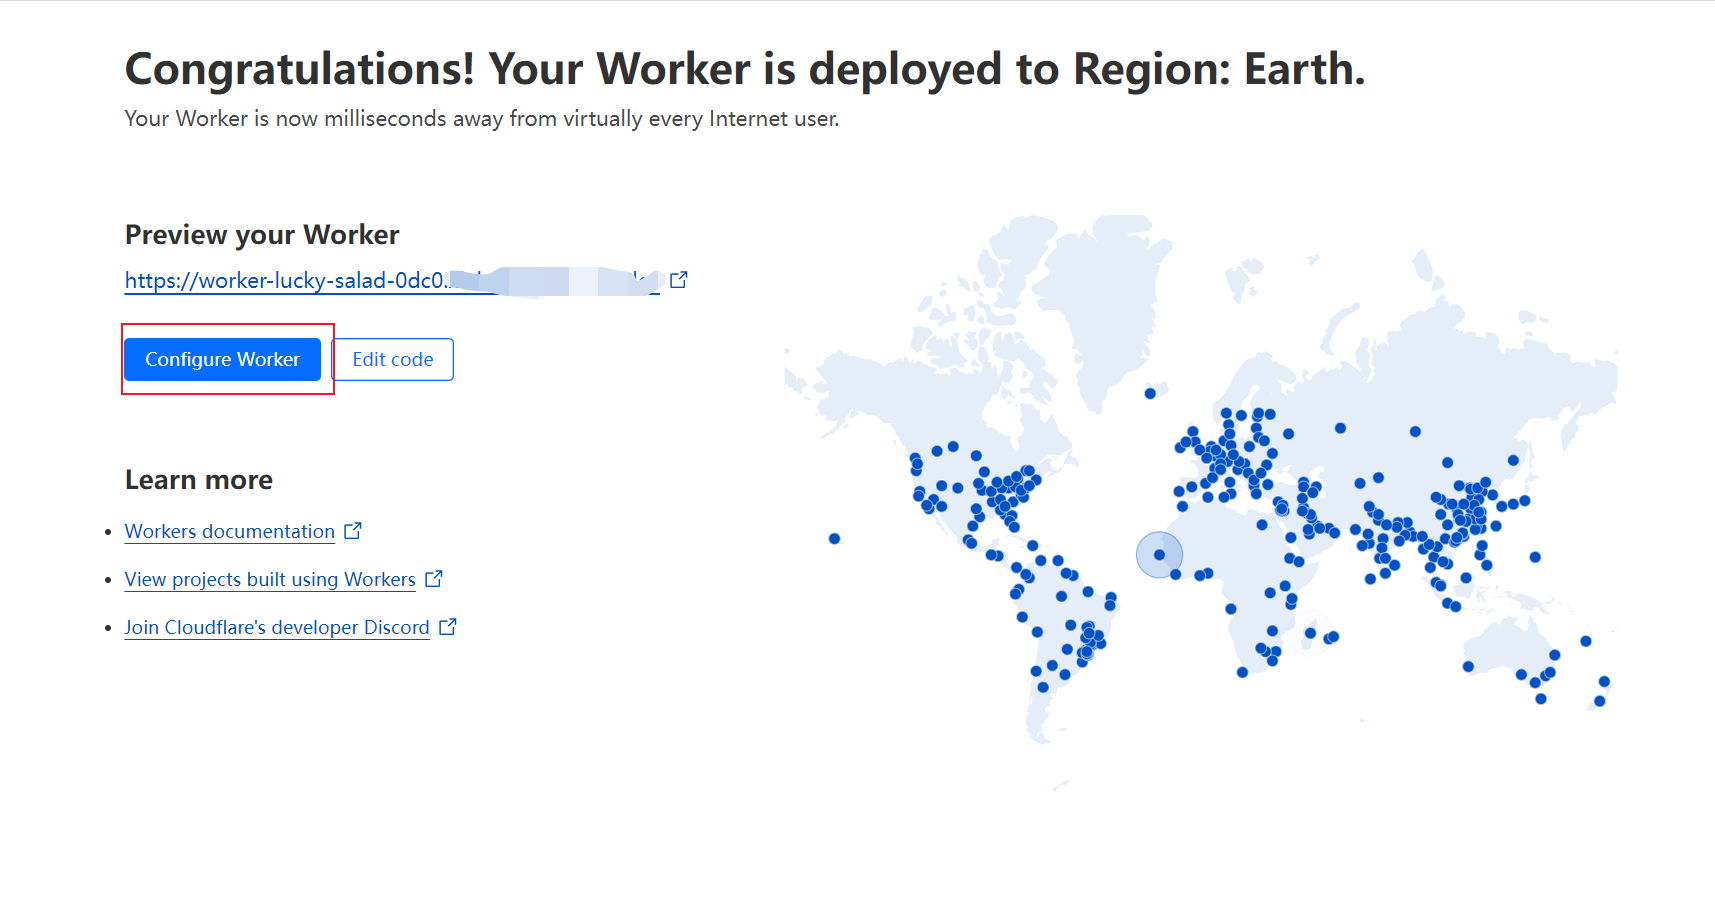 Congratulations! Your Worker is deployed to Region: Earth.
Your Worker is now milliseconds away from virtually every Internet user.
Preview your Worker
https://worker-lucky-salad-0dc0.
Configure Worker
Edit code
Learn more
Workers documentation
View projects built using Workers
Join Cloudflare's developer Discord